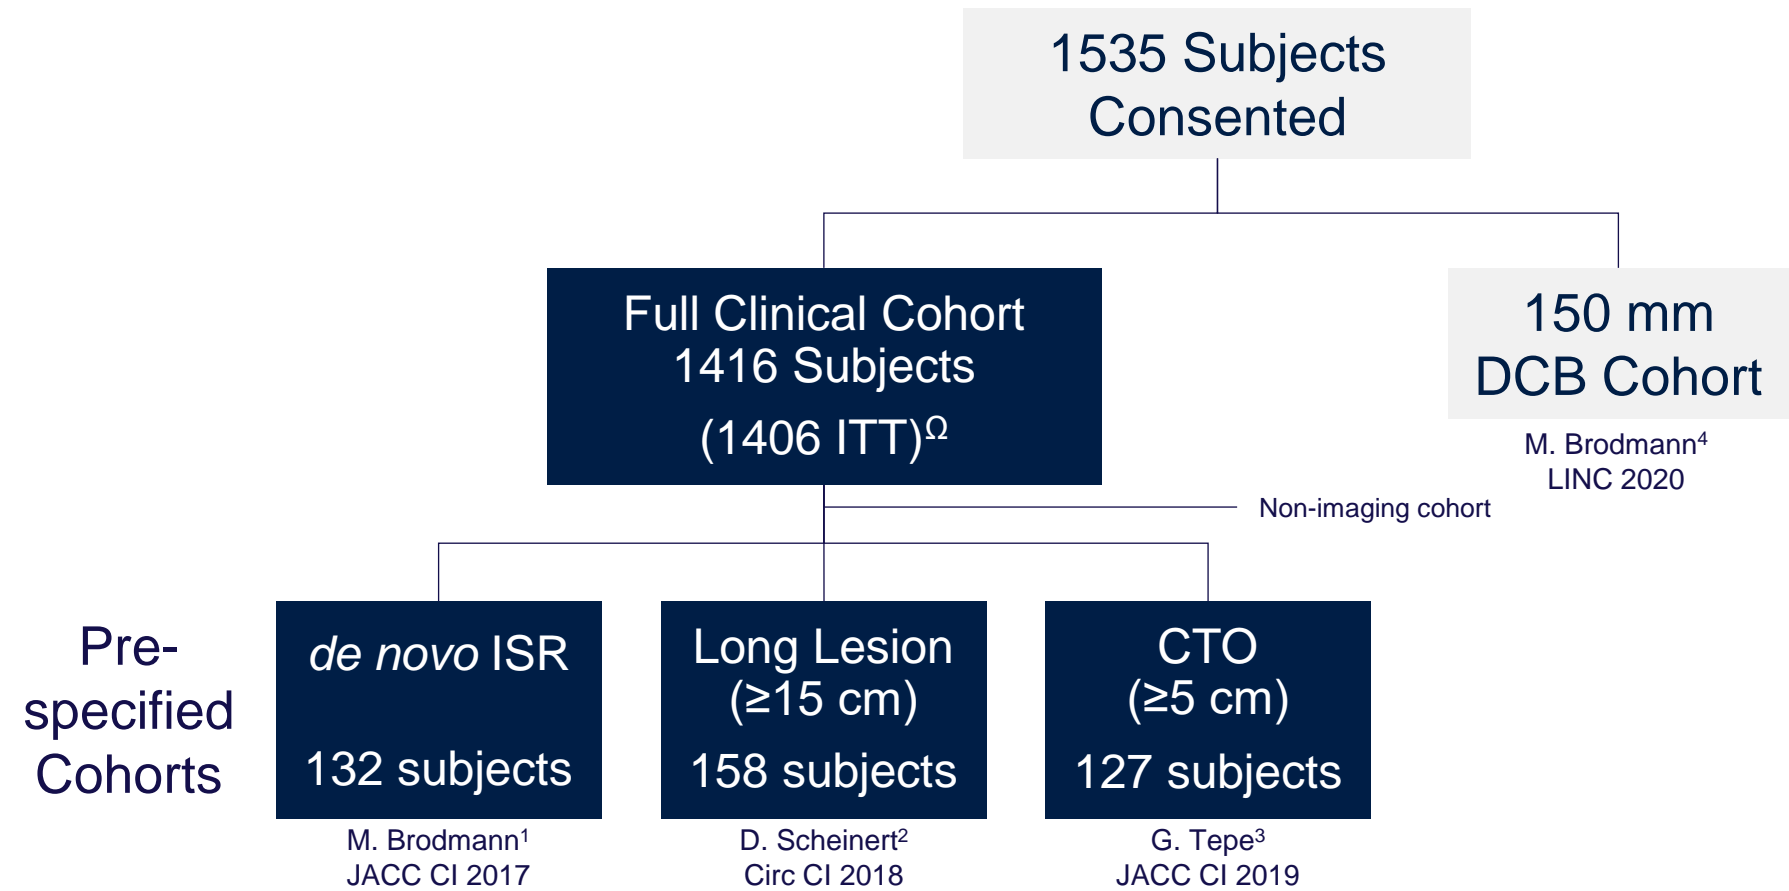 1535 Subjects
Consented
Full Clinical Cohort
1416 Subjects
(1406 ITT)Ω
150 mm
DCB Cohort
M. Brodmann4
LINC 2020
Non-imaging cohort
Pre-
specified
Cohorts
de novo ISR
132 subjects
M. Brodmann1
JACC CI 2017
Long Lesion
(≥15 cm)
158 subjects
D. Scheinert2
Circ CI 2018
CTO
(≥5 cm)
127 subjects
G. Tepe3
JACC CI 2019